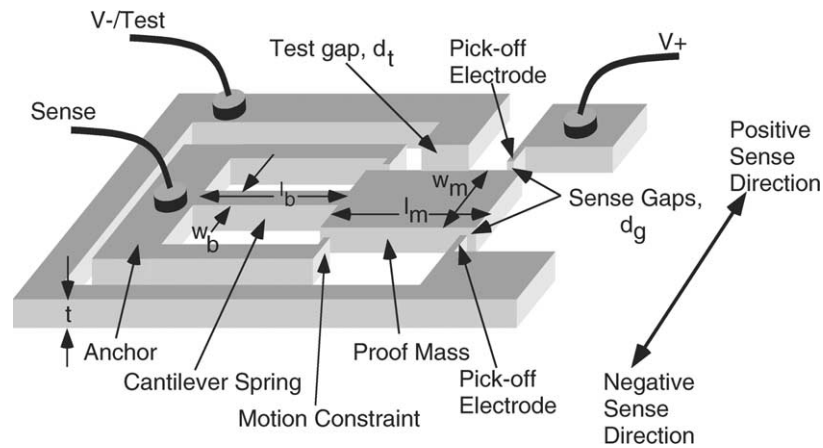 V-/Test
Test gap, dt
Pick-off
Electrode
V+
Sense
Positive
Sense
Direction
lb
wm
lm
wb
Sense Gaps,
dg
t
Anchor
Cantilever Spring
Motion Constraint
Proof Mass
Pick-off
Electrode
Negative
Sense
Direction